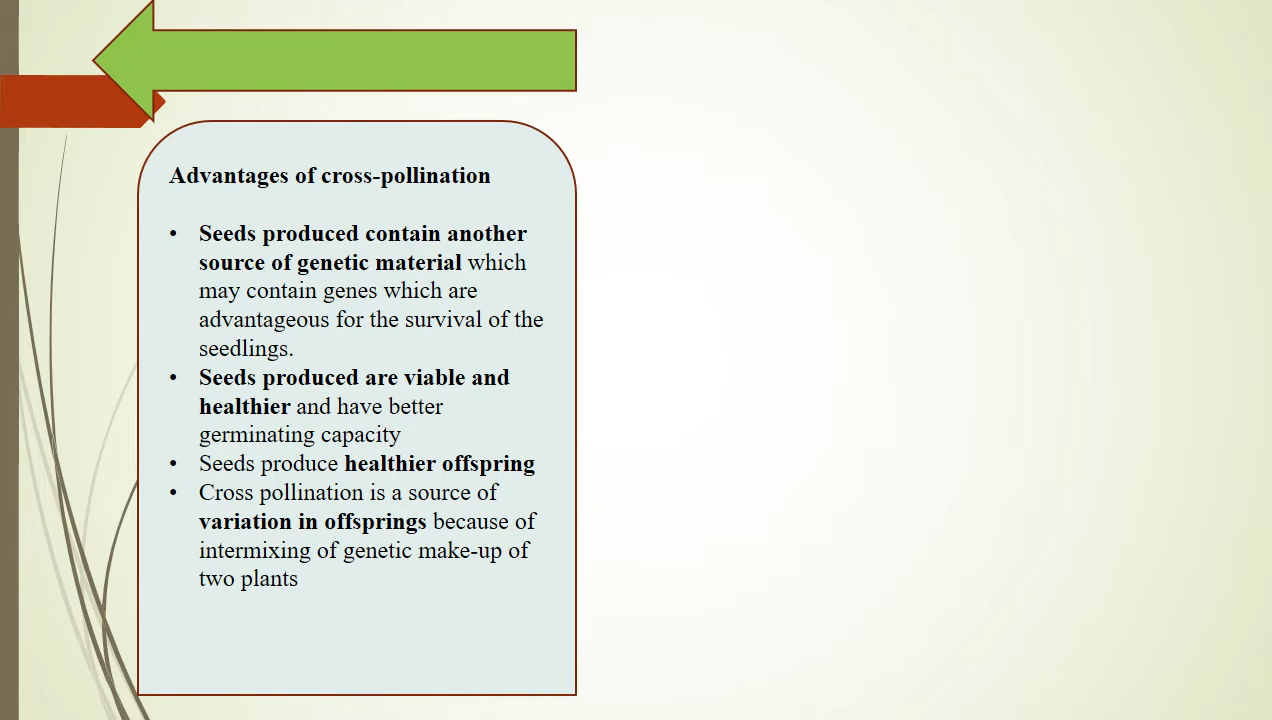 Advantages of cross-pollination
• Seeds produced contain another
source of genetic material which
may contain genes which are
advantageous for the survival of the
seedlings.
• Seeds produced are viable and
healthier and have better
germinating capacity
• Seeds produce healthier offspring
• Cross pollination is a source of
variation in offsprings because of
intermixing of genetic make-up of
two plants